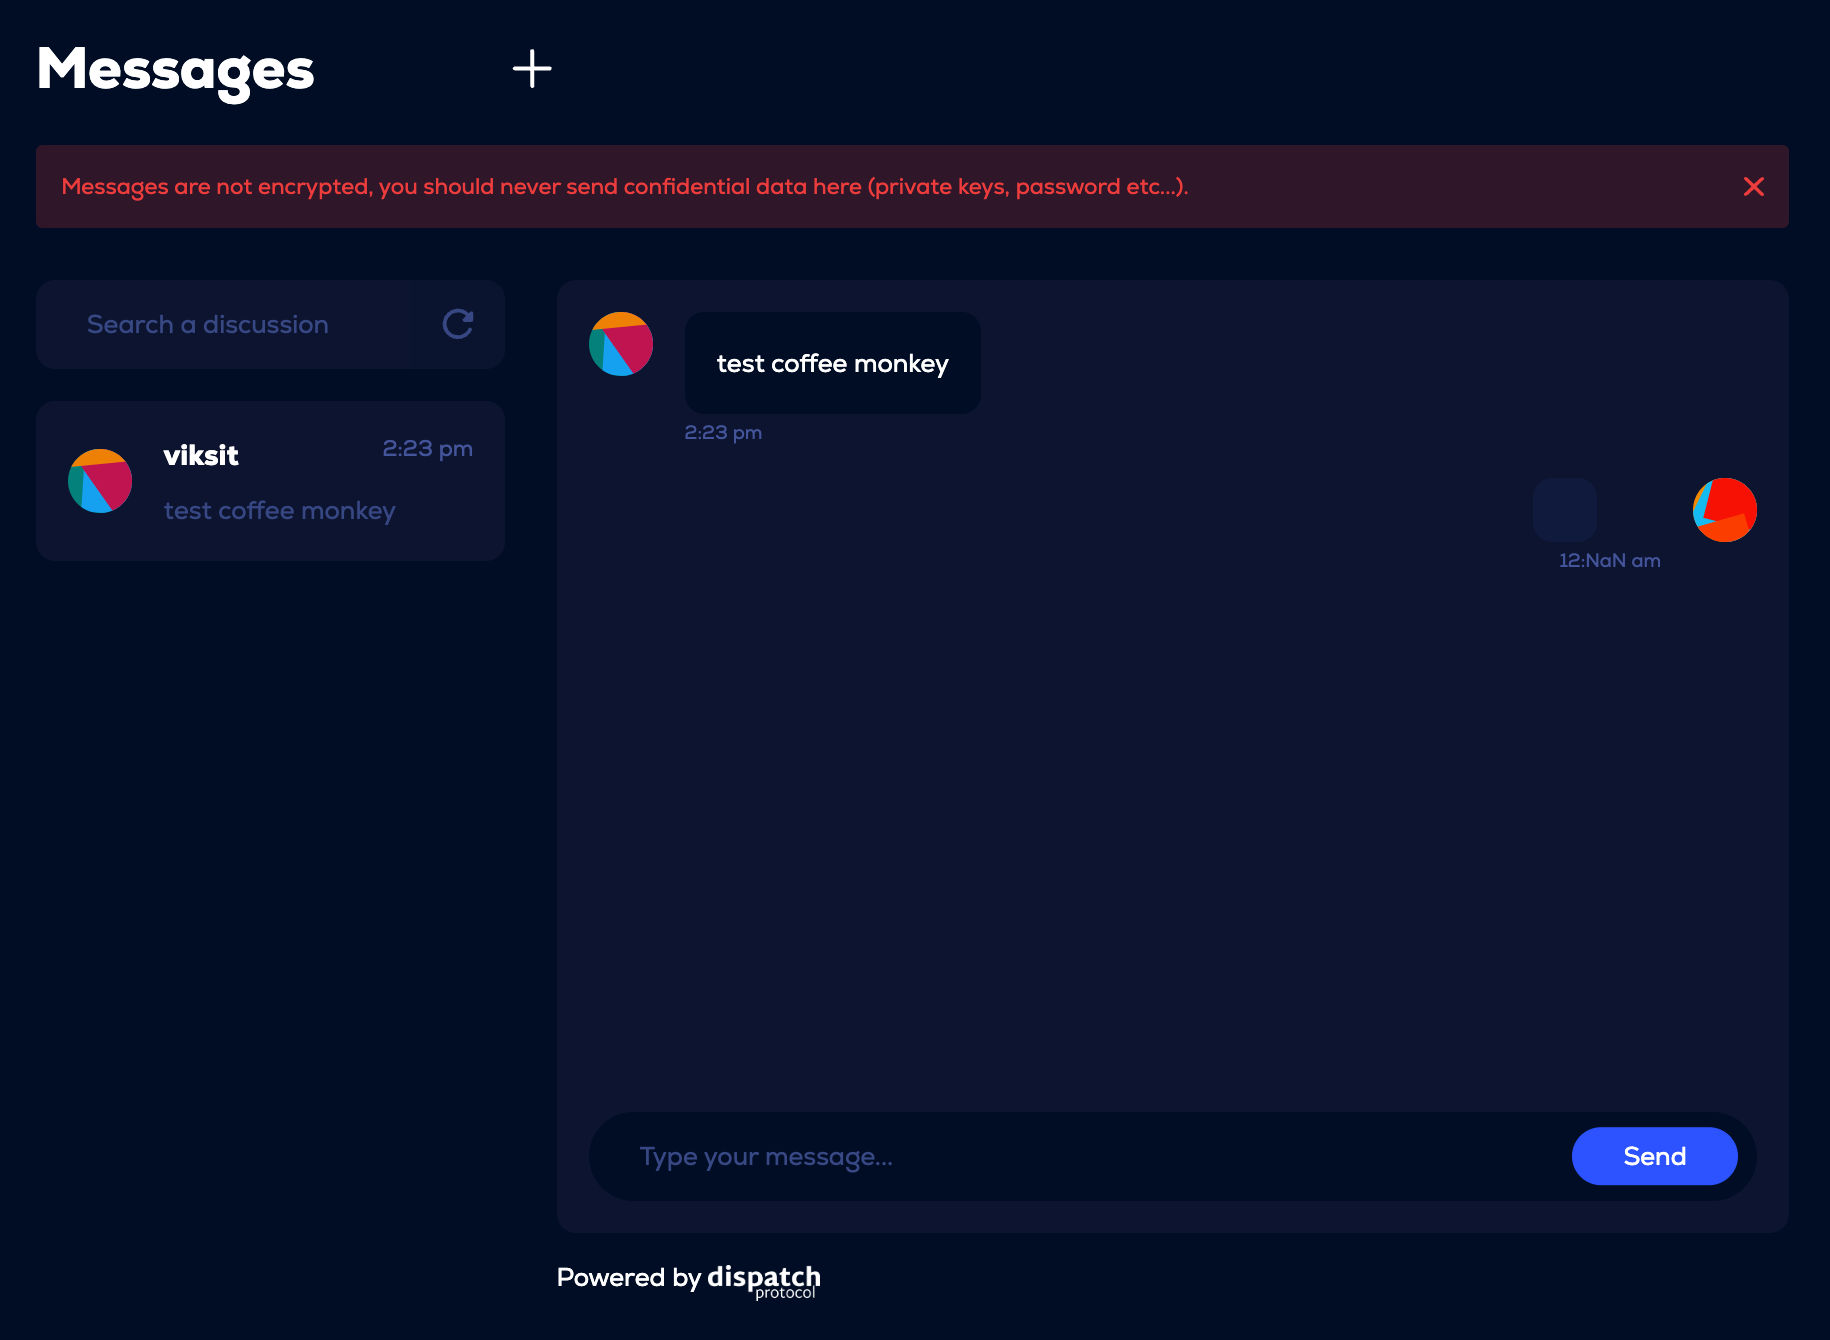 Messages
Messages are not encrypted, you should never send confidential data here (private keys, password etc...).
Search a discussion
viksit
2:23 pm
test coffee monkey
test coffee monkey
2:23 pm
12:NaN am
Type your message...
Send
Powered by dispatch
protocol